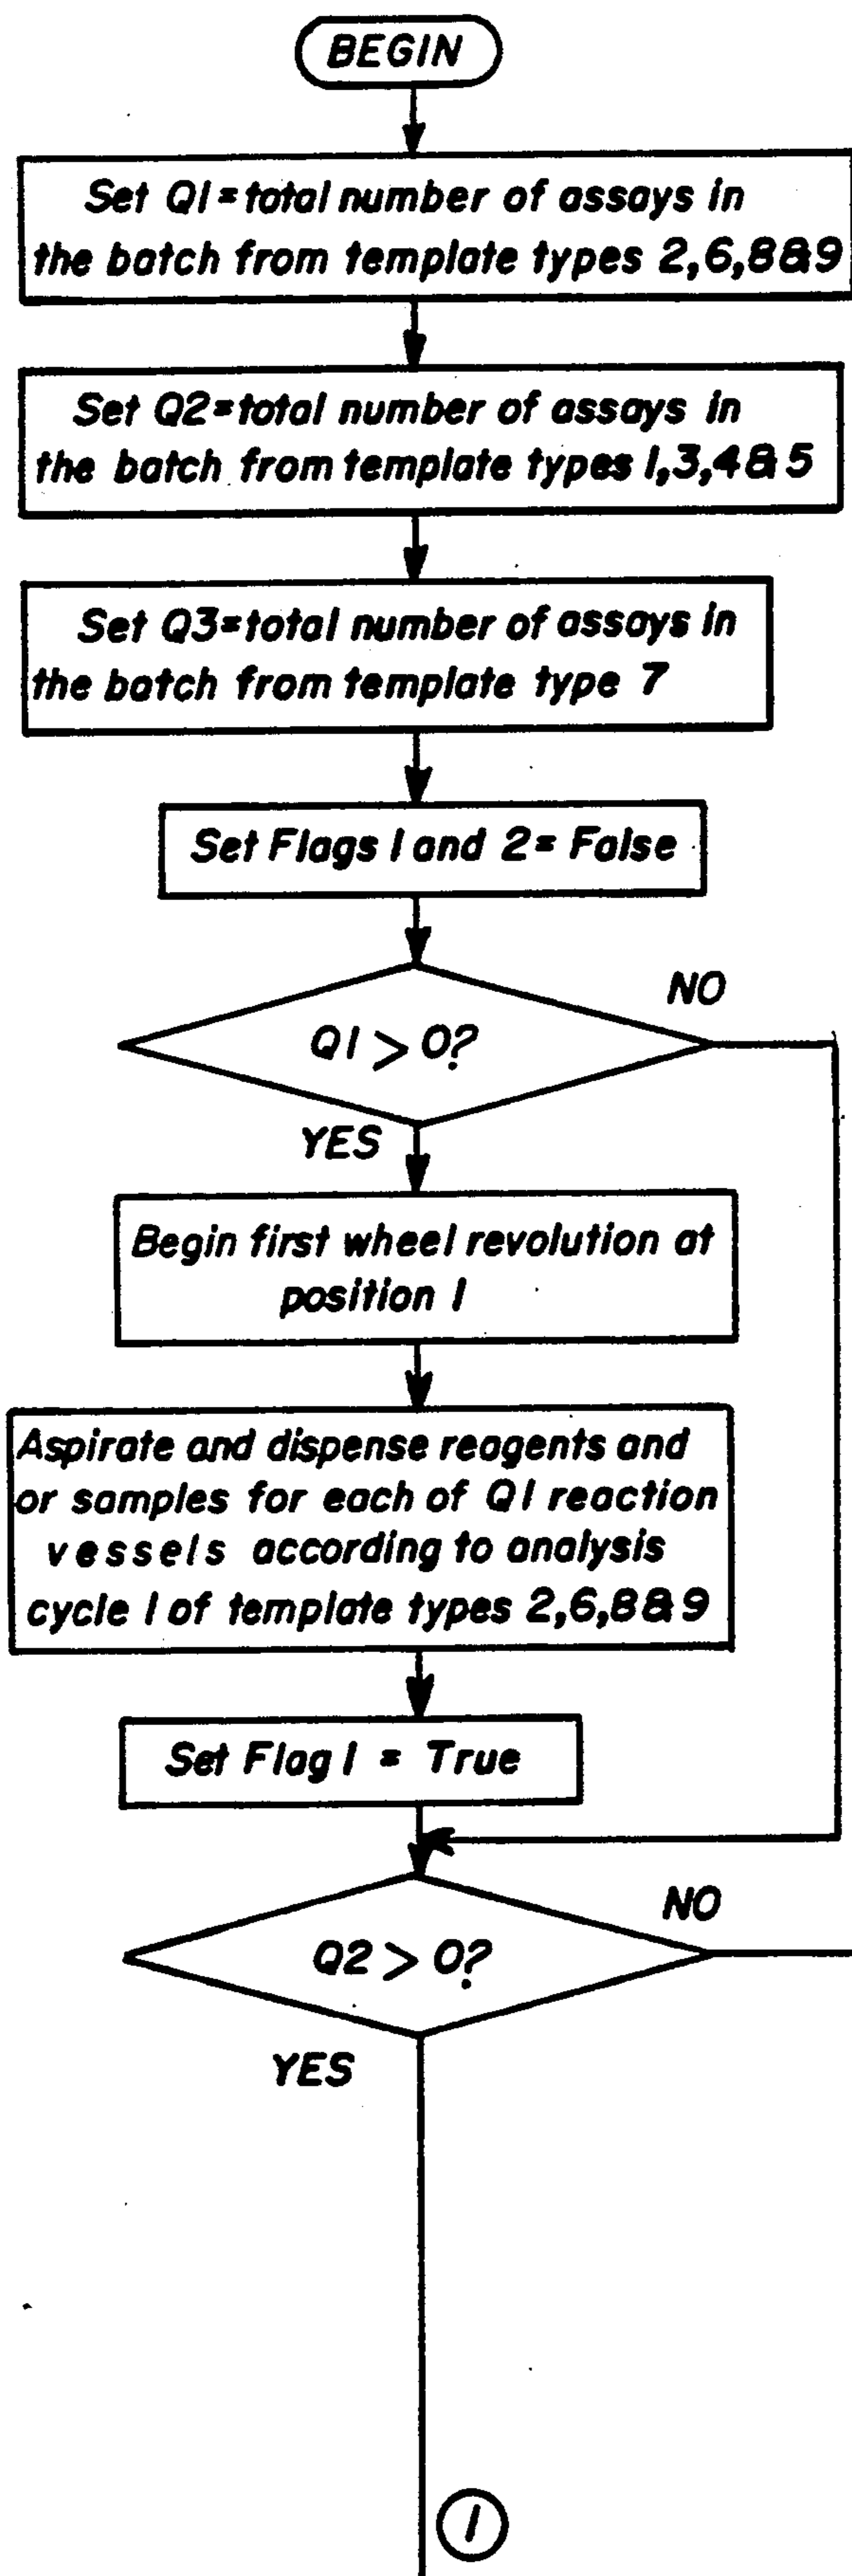 BEGIN
Set Q1=total number of assays in
the batch from template types 2,6,8&9
Set Q2=total number of assays in
the batch from template types 1,3,4&5
Set Q3=total number of assays in
the batch from template type 7
Set Flags 1 and 2= False
Q1 > 0?
NO
YES
Begin first wheel revolution at
position 1
Aspirate and dispense reagents and
or samples for each of Q1 reaction
vessels according to analysis
cycle 1 of template types 2,6,8&9
Set Flag 1 = True
Q2 > 0?
NO
YES
1